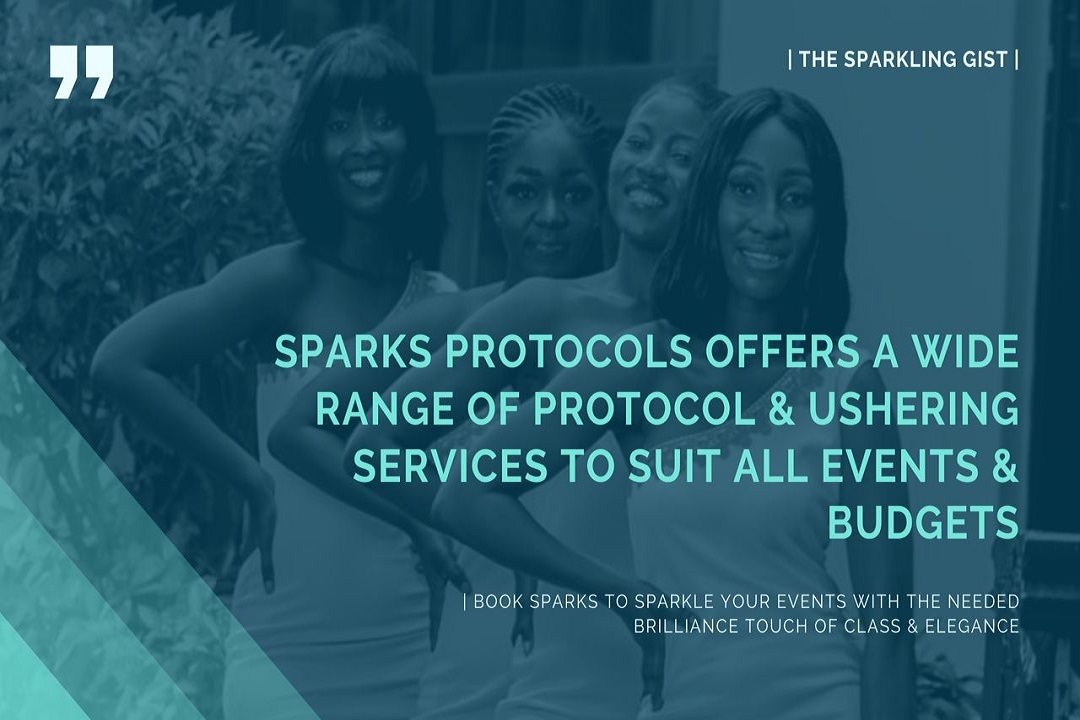 | THE SPARKLING GIST |
SPARKS PROTOCOLS OFFERS A WIDE
RANGE OF PROTOCOL & USHERING
SERVICES TO SUIT ALL EVENTS &
BUDGETS
| BOOK SPARKS TO SPARKLE YOUR EVENTS WITH THE NEEDED
BRILLIANCE TOUCH OF CLASS & ELEGANCE